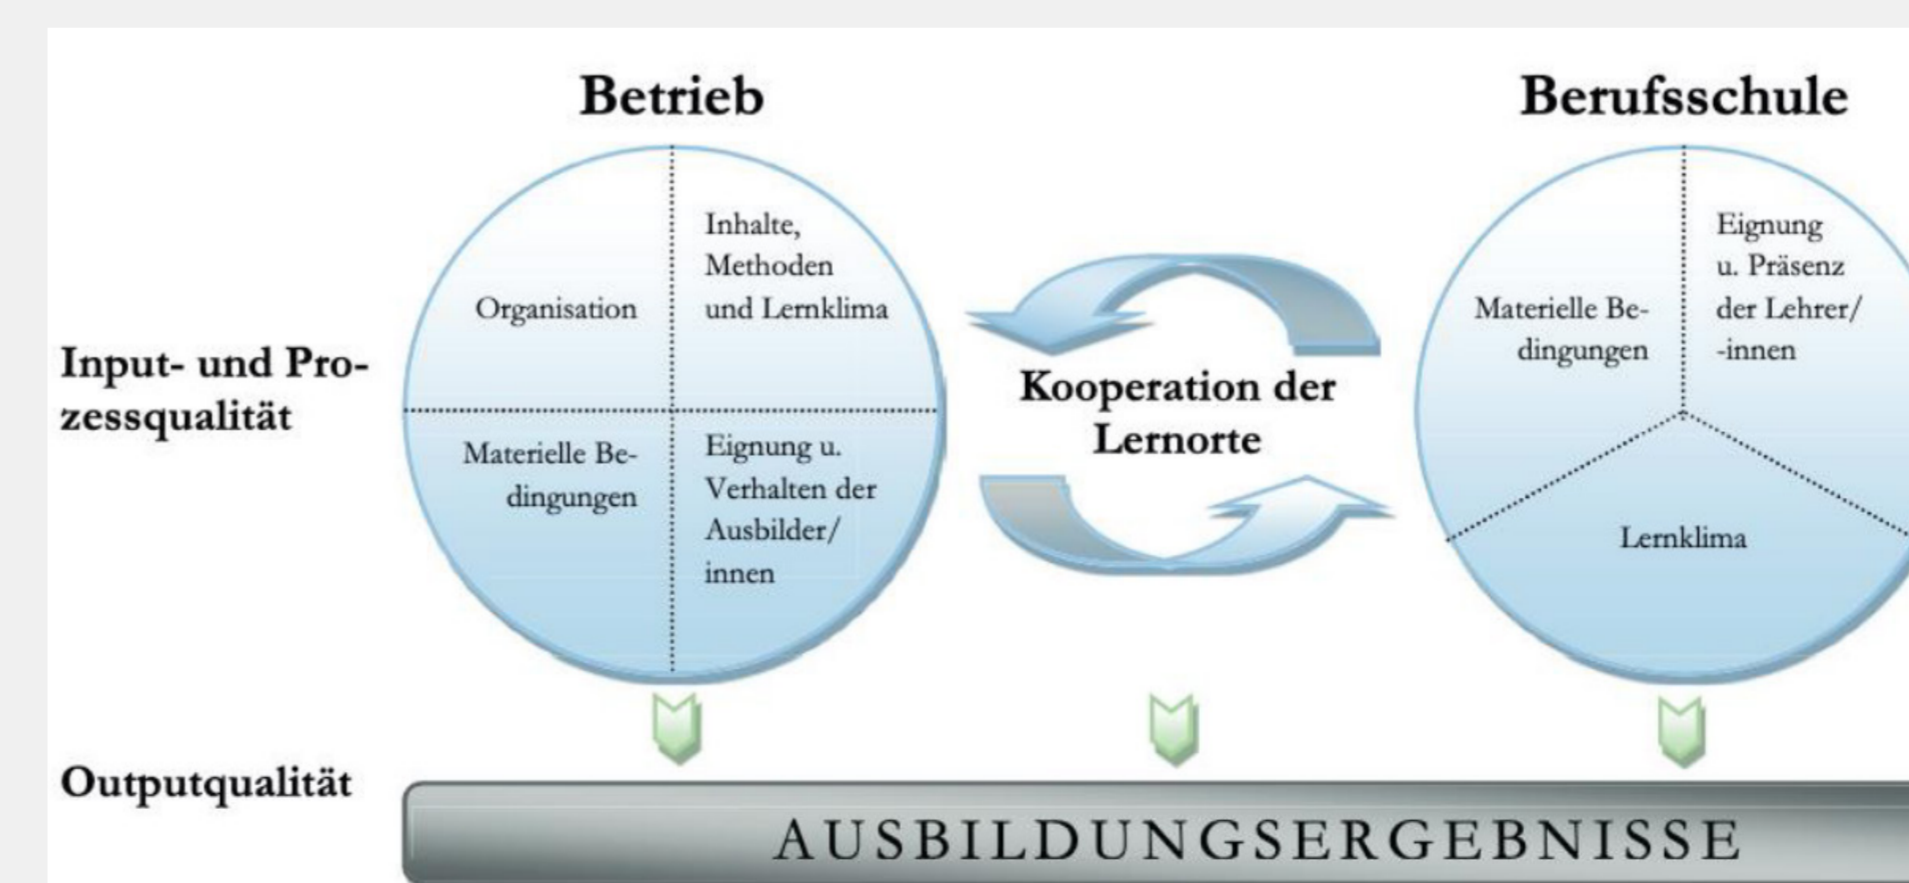 Betrieb
Berufsschule
Input- und Pro-
zessqualität
Organisation
Inhalte,
Methoden
und Lernklima
Materielle Be-
dingungen
Eignung u.
Verhalten der
Ausbilder/
innen
Kooperation der
Lernorte
Materielle Be-
dingungen
Eignung
u. Präsenz
der Lehrer/
-innen
Lernklima
Outputqualität
AUSBILDUNGSERGEBNISSE